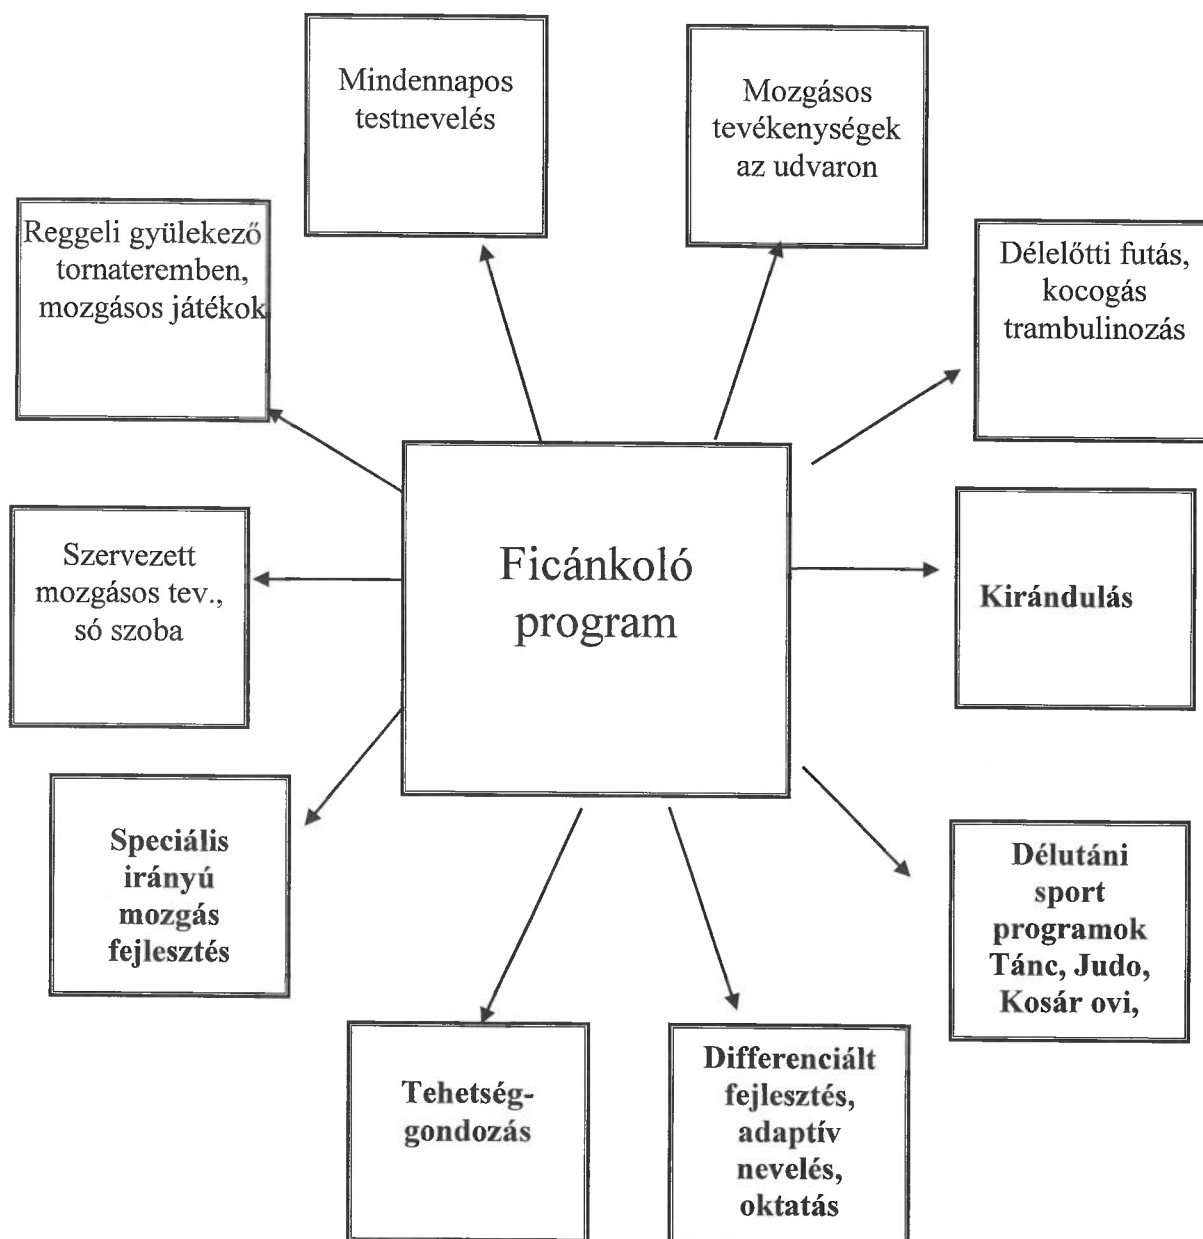 Mindennapos
testnevelés
Mozgásos
tevékenységek
az udvaron
Reggeli gyülekező
tornateremben,
mozgásos játékok
Délelőtti futás,
kocogás
trambulinozás
Ficánkoló
program
Szervezett
mozgásos tev.,
só szoba
Kirándulás
Speciális
irányú
mozgás
fejlesztés
Délutáni
sport
programok
Tánc, Judo,
Kosár ovi,
Tehetség-
gondozás
Differenciált
fejlesztés,
adaptív
nevelés,
oktatás